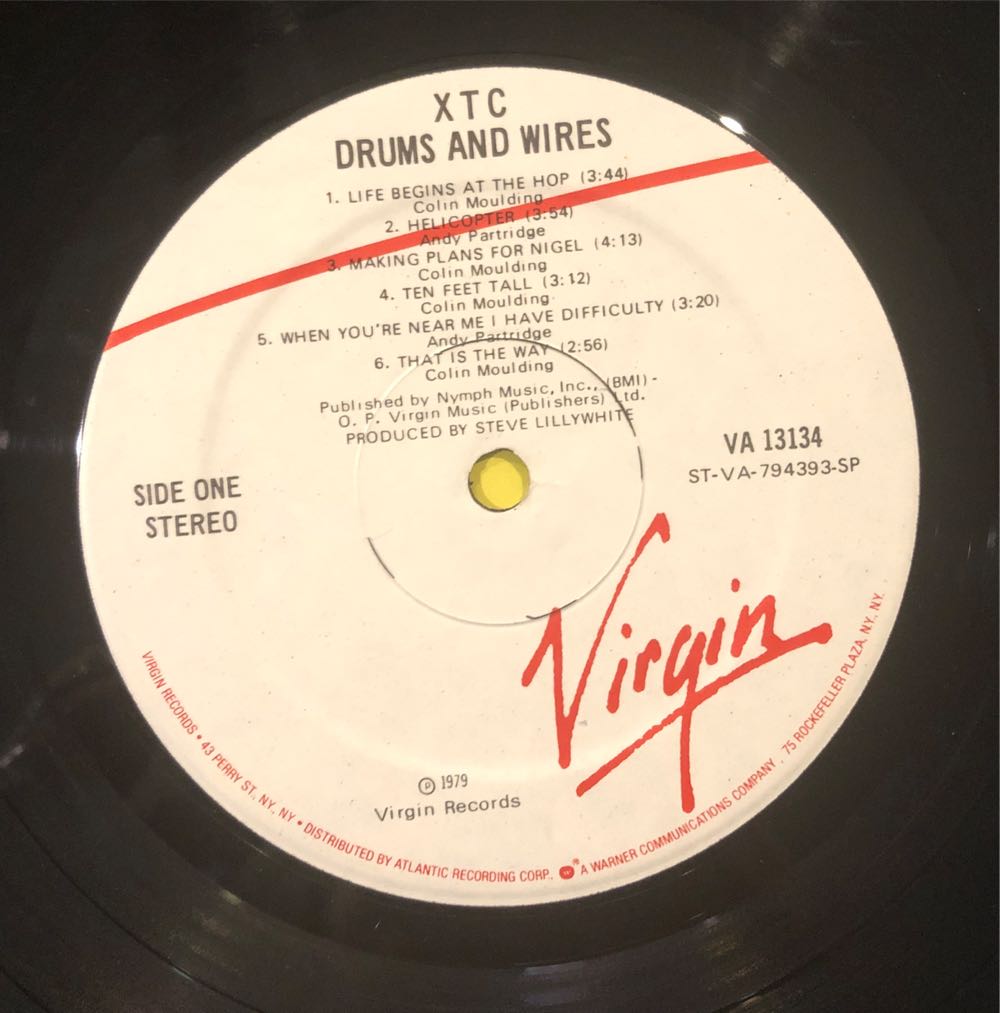 XTC
DRUMS AND WIRES
1. LIFE BEGINS AT THE HOP (3:44)
Colin Moulding
2. HELICOPTER (3:54)
Andy Partridge
3. MAKING PLANS FOR NIGEL (4:13)
Colin Moulding
4. TEN FEET TALL (3:12)
Colin Moulding
5. WHEN YOU'RE NEAR ME I HAVE DIFFICULTY (3:20)
Andy Partridge
6. THAT IS THE WAY (2:56)
Colin Moulding
Published by Nymph Music, Inc., (BMI) -
O. P. Virgin Music (Publishers) Ltd.
PRODUCED BY STEVE LILLYWHITE
SIDE ONE
STEREO
VA 13134
ST-VA-794393-SP
Virgin
℗ 1979
Virgin Records
VIRGIN RECORDS • 43 PERRY ST., NY, NY • DISTRIBUTED BY ATLANTIC RECORDING CORP., W ® A WARNER COMMUNICATIONS COMPANY . 75 ROCKEFELLER PLAZA, N.Y., N.Y.